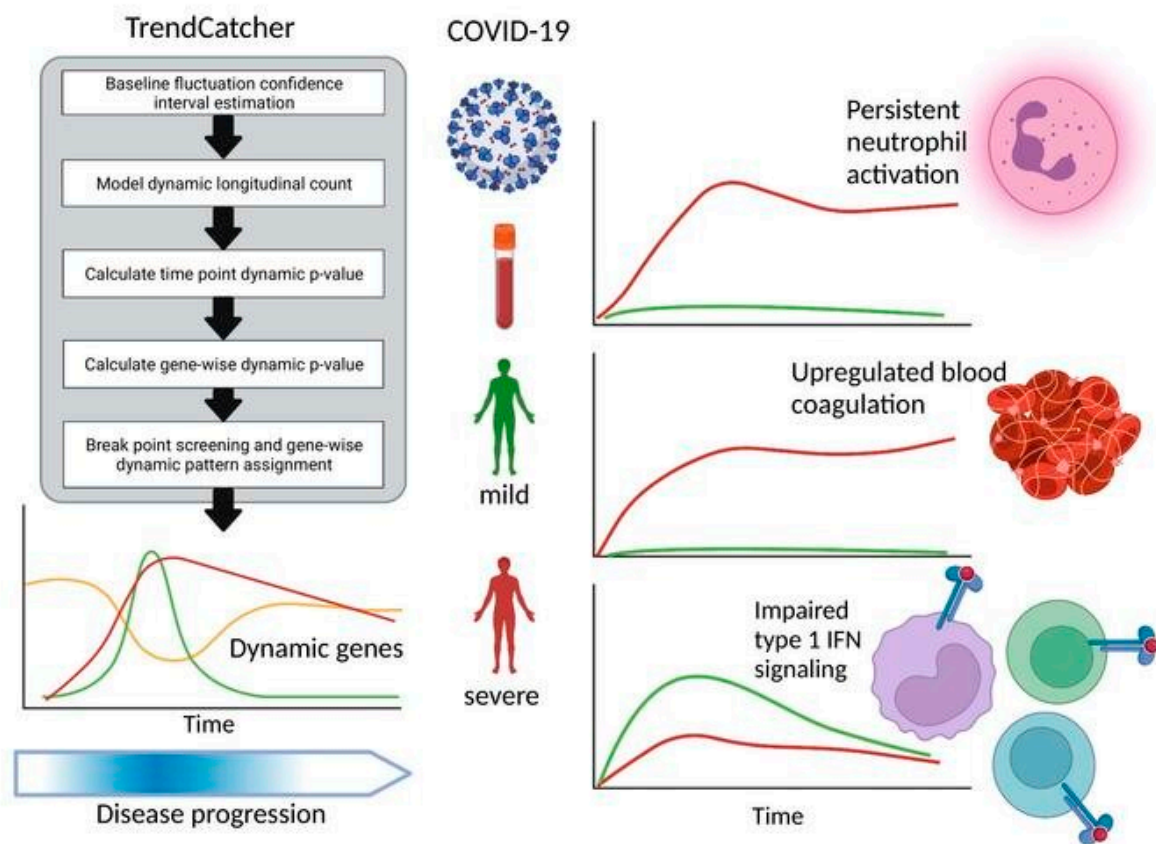 TrendCatcher
Baseline fluctuation confidence
interval estimation
Model dynamic longitudinal count
Calculate time point dynamic p-value
Calculate gene-wise dynamic p-value
Break point screening and gene-wise
dynamic pattern assignment
Dynamic genes
Time
Disease progression
COVID-19
mild
severe
Persistent
neutrophil
activation
Upregulated blood
coagulation
Impaired
type 1 IFN
signaling
Time